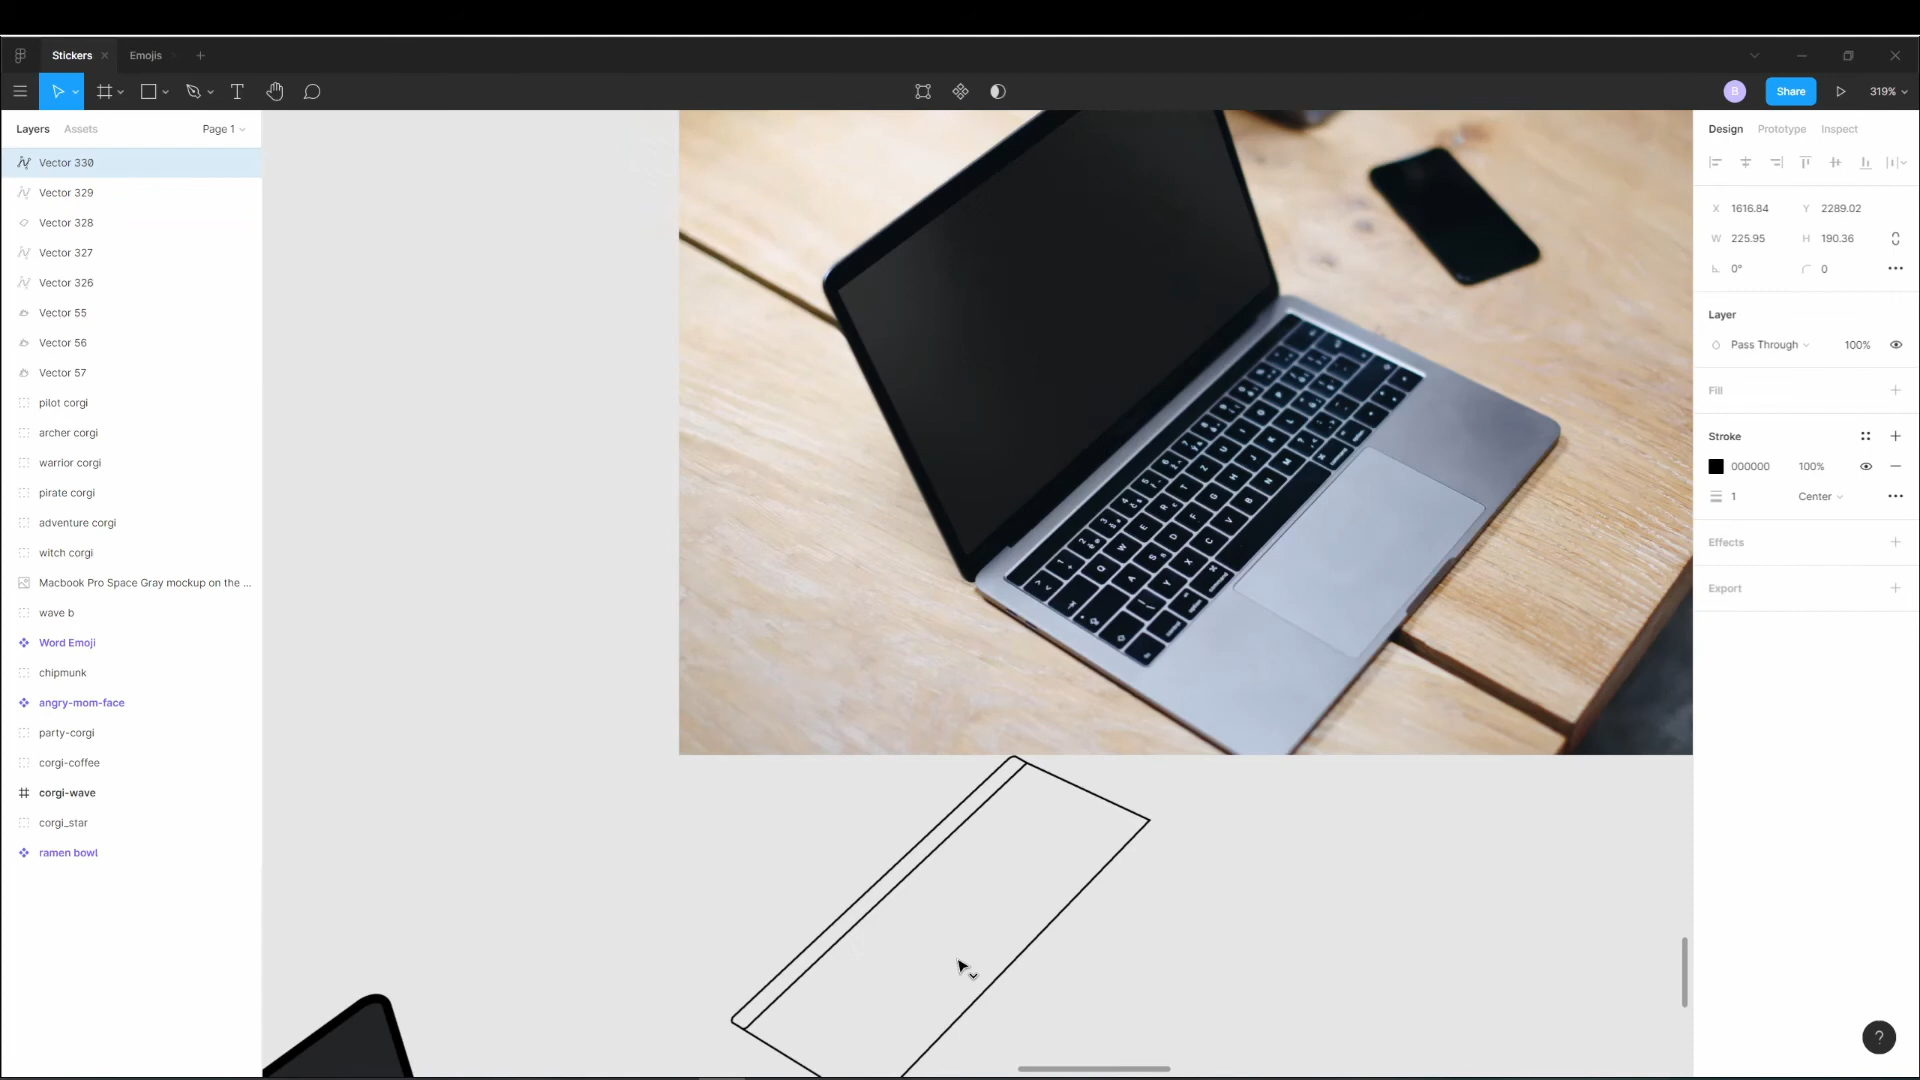 Stickers
Emojis
B
Share
319%
Layers
Assets
Page 1
Vector 330
Vector 329
Vector 328
Vector 327
Vector 326
Vector 55
Vector 56
Vector 57
pilot corgi
archer corgi
warrior corgi
pirate corgi
adventure corgi
witch corgi
Macbook Pro Space Gray mockup on the ...
wave b
Word Emoji
chipmunk
angry-mom-face
party-corgi
corgi-coffee
corgi-wave
corgi_star
ramen bowl
Design
Prototype
Inspect
X 1616.84 Y 2289.02
W 225.95 H 190.36
0° 0
Layer
Pass Through 100%
Fill
Stroke
000000 100%
1 Center
Effects
Export
?